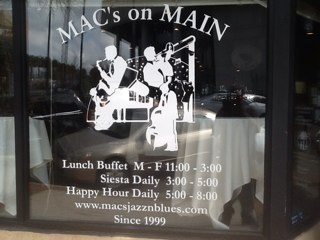 MAC's on MAIN
Lunch Buffet M - F 11:00 - 3:00
Siesta Daily 3:00 - 5:00
Happy Hour Daily 5:00 - 8:00
www.macsjazznblues.com
Since 1999